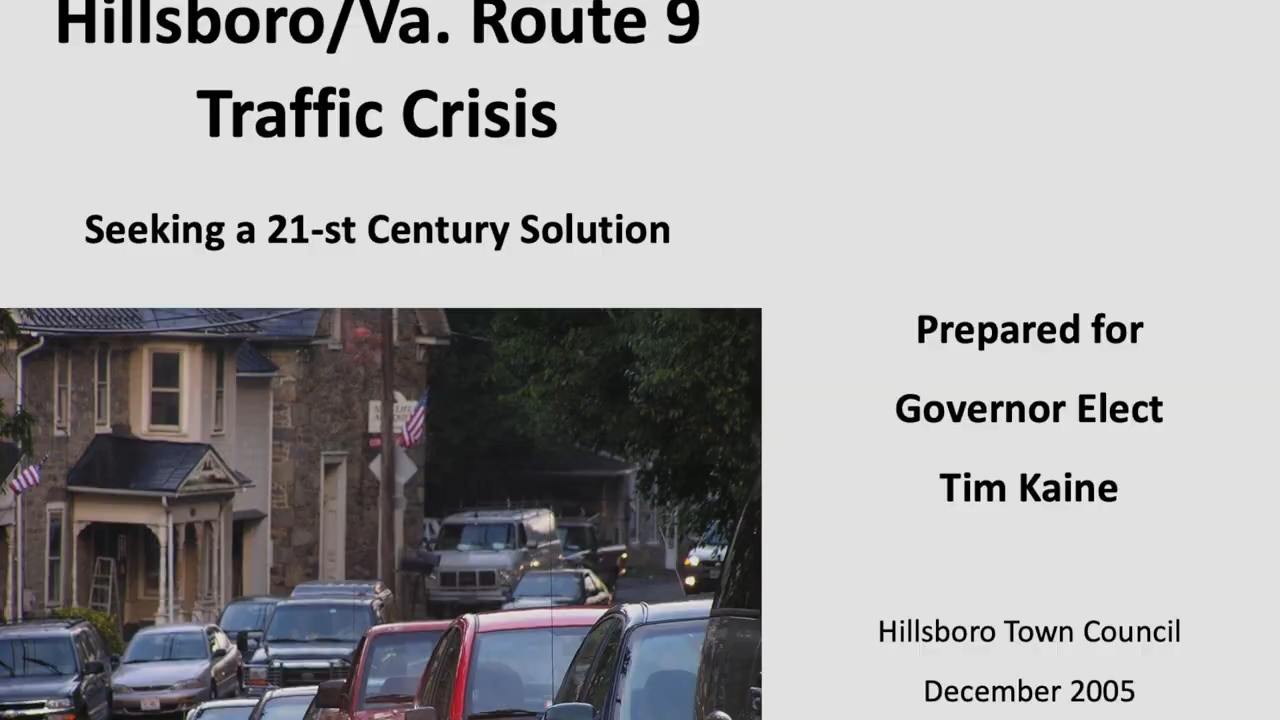 Hillsboro/Va. Route 9
Traffic Crisis
Seeking a 21-st Century Solution
Prepared for
Governor Elect
Tim Kaine
Hillsboro Town Council
December 2005